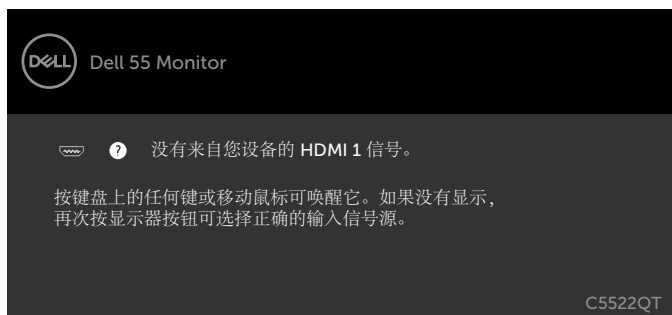 DELL
Dell 55 Monitor
? 没有来自您设备的 HDMI 1 信号。
按键盘上的任何键或移动鼠标可唤醒它。如果没有显示，
再次按显示器按钮可选择正确的输入信号源。
C5522QT